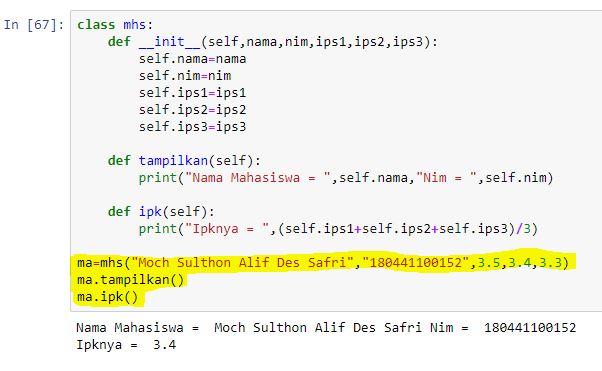 In [67]: class mhs:
    def __init__(self,nama,nim,ips1,ips2,ips3):
        self.nama=nama
        self.nim=nim
        self.ips1=ips1
        self.ips2=ips2
        self.ips3=ips3

    def tampilkan(self):
        print("Nama Mahasiswa = ",self.nama,"Nim = ",self.nim)

    def ipk(self):
        print("Ipknya = ",(self.ips1+self.ips2+self.ips3)/3)

ma=mhs("Moch Sulthon Alif Des Safri","180441100152",3.5,3.4,3.3)
ma.tampilkan()
ma.ipk()
Nama Mahasiswa =  Moch Sulthon Alif Des Safri Nim =  180441100152
Ipknya =  3.4